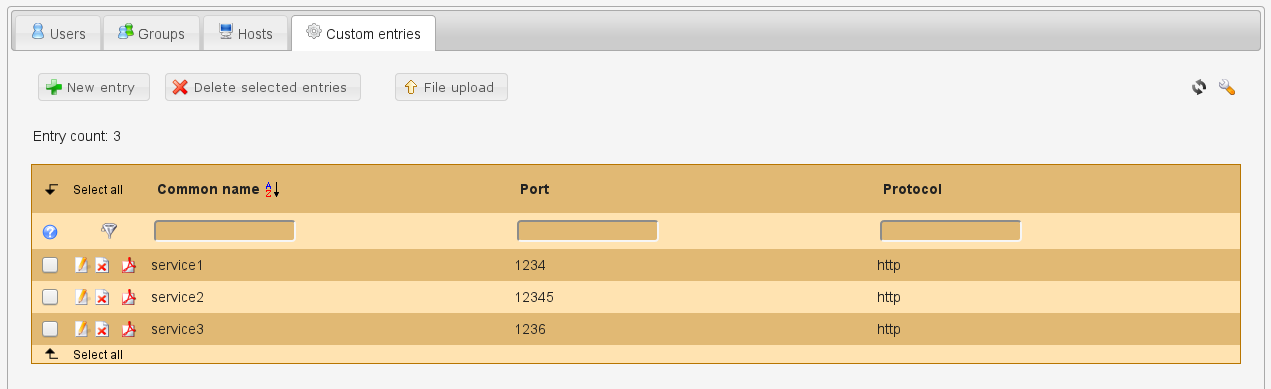 Users Groups Hosts Custom entries
New entry Delete selected entries File upload
Entry count: 3
Select all Common name Port Protocol
service1 1234 http
service2 12345 http
service3 1236 http
Select all